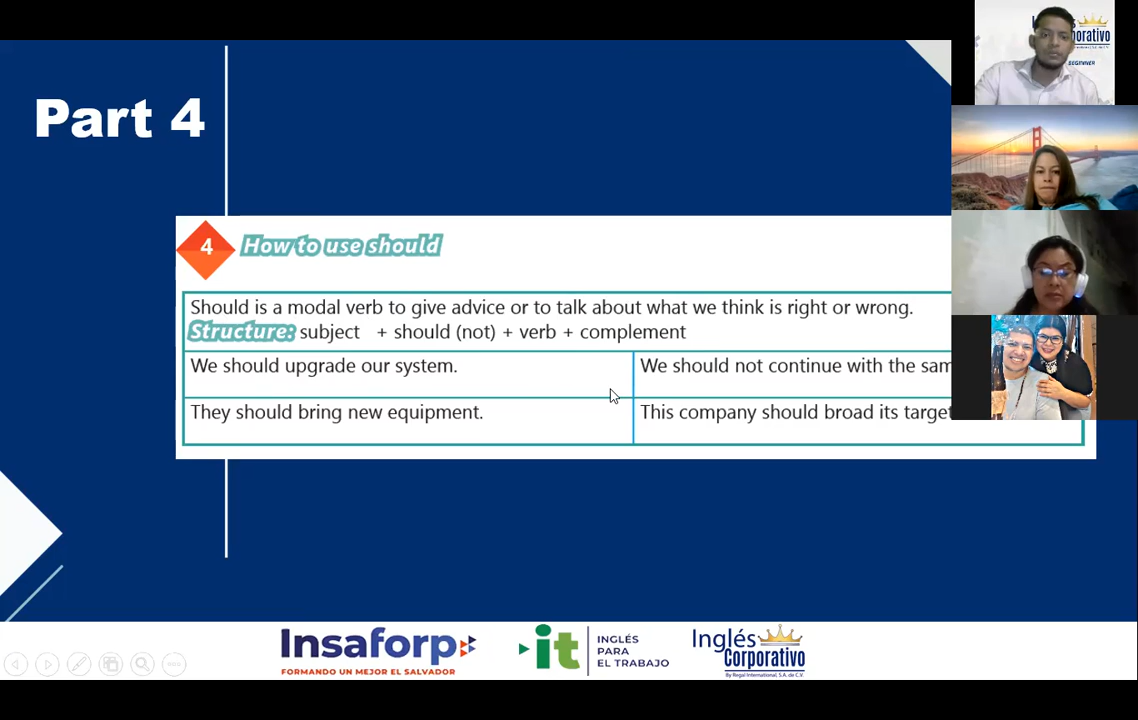 Part 4
4 How to use should
Should is a modal verb to give advice or to talk about what we think is right or wrong.
Structure: subject + should (not) + verb + complement
We should upgrade our system.
We should not continue with the sam
They should bring new equipment.
This company should broad its target
Insaforp
FORMANDO UN MEJOR EL SALVADOR
it
INGLÉS
PARA
EL TRABAJO
Inglés
Corporativo
By Regal International, S.A. de C.V.
orporativo
BEGINNER